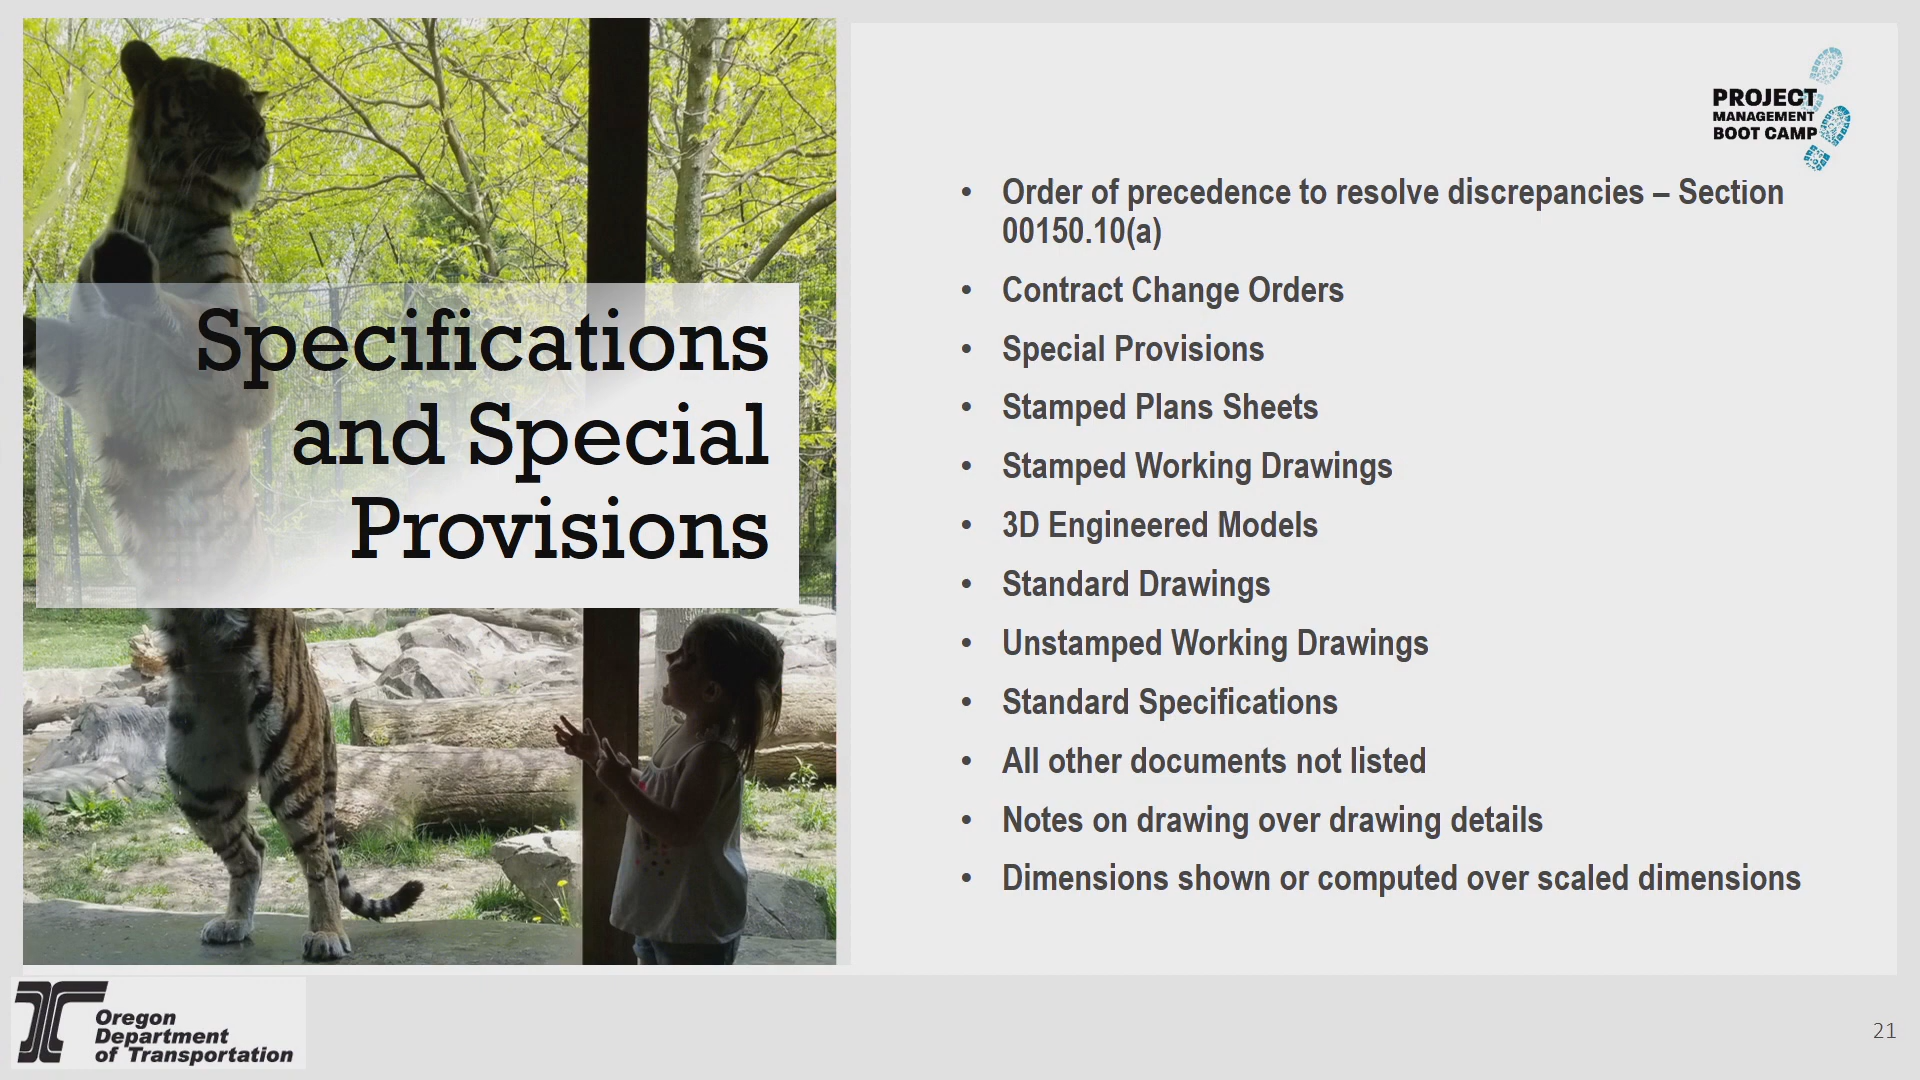 Specifications
and Special
Provisions
PROJECT
MANAGEMENT
BOOT CAMP
• Order of precedence to resolve discrepancies – Section
00150.10(a)
• Contract Change Orders
• Special Provisions
• Stamped Plans Sheets
• Stamped Working Drawings
• 3D Engineered Models
• Standard Drawings
• Unstamped Working Drawings
• Standard Specifications
• All other documents not listed
• Notes on drawing over drawing details
• Dimensions shown or computed over scaled dimensions
Oregon
Department
of Transportation
21